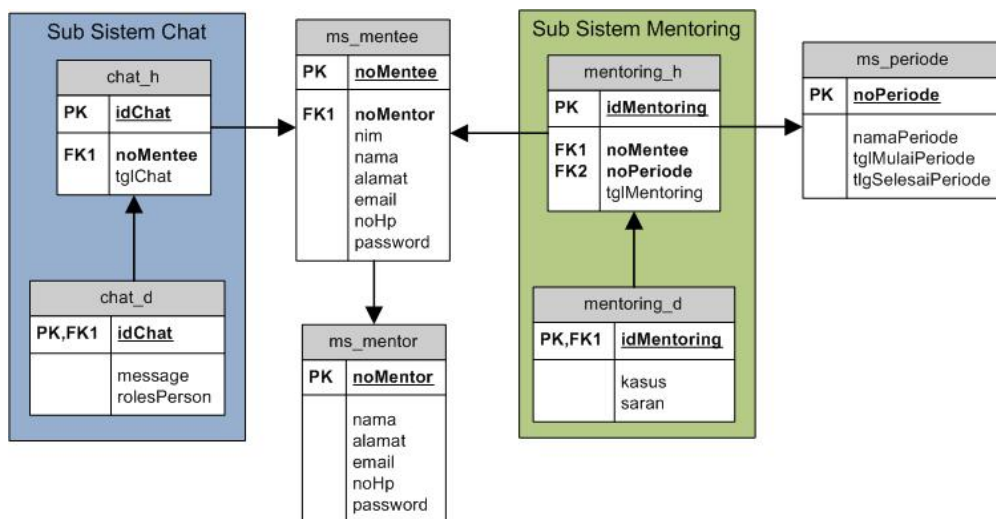 Sub Sistem Chat
chat_h
PK idChat
FK1 noMentee
tglChat
chat_d
PK,FK1 idChat
message
rolesPerson
ms_mentee
PK noMentee
FK1 noMentor
nim
nama
alamat
email
noHp
password
ms_mentor
PK noMentor
nama
alamat
email
noHp
password
Sub Sistem Mentoring
mentoring_h
PK idMentoring
FK1 noMentee
FK2 noPeriode
tglMentoring
mentoring_d
PK,FK1 idMentoring
kasus
saran
ms_periode
PK noPeriode
namaPeriode
tglMulaiPeriode
tlgSelesaiPeriode